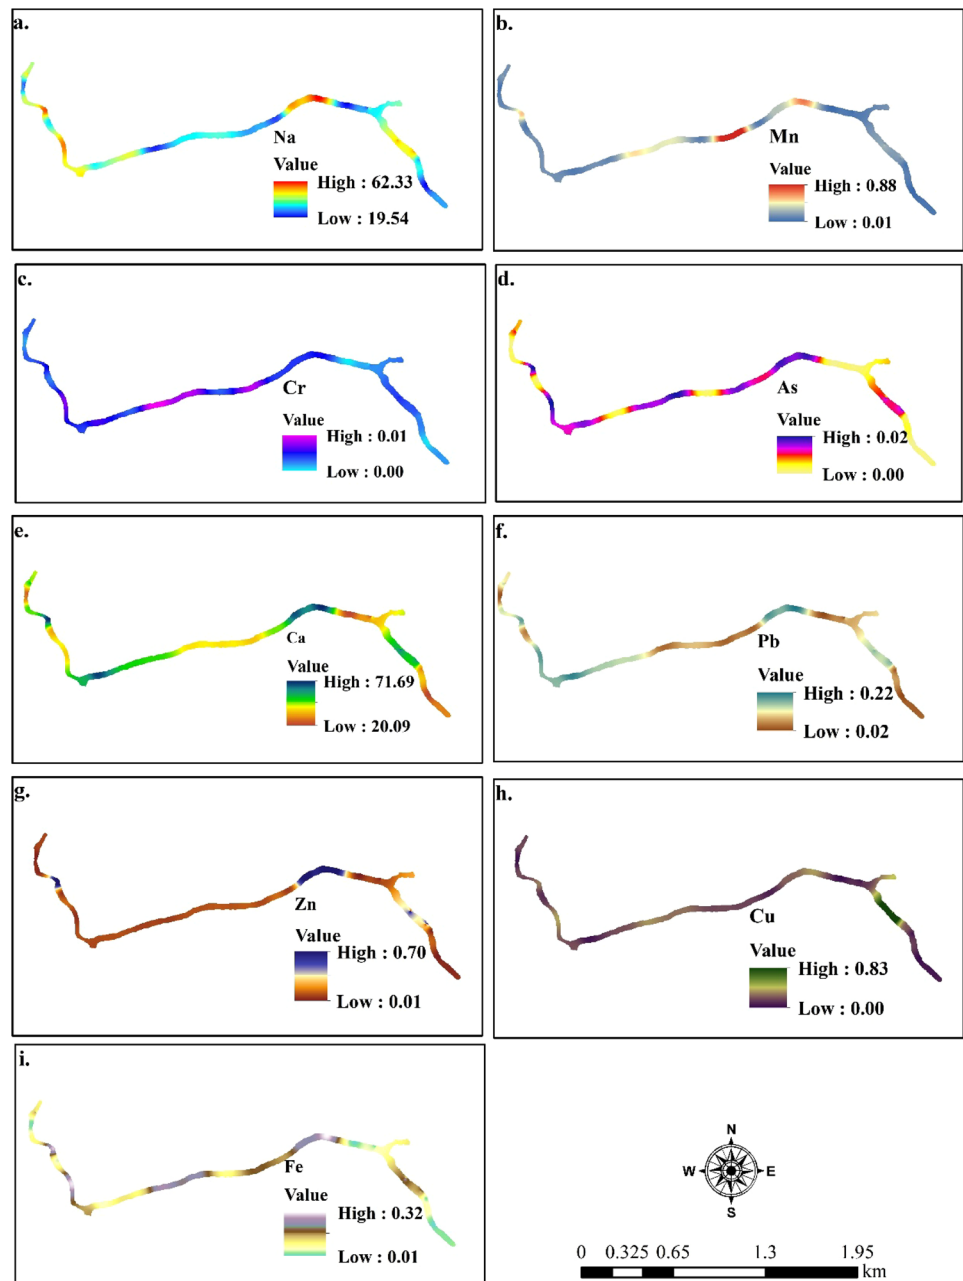 a.
Na
Value
High : 62.33
Low : 19.54
b.
Mn
Value
High : 0.88
Low : 0.01
c.
Cr
Value
High : 0.01
Low : 0.00
d.
As
Value
High : 0.02
Low : 0.00
e.
Ca
Value
High : 71.69
Low : 20.09
f.
Pb
Value
High : 0.22
Low : 0.02
g.
Zn
Value
High : 0.70
Low : 0.01
h.
Cu
Value
High : 0.83
Low : 0.00
i.
Fe
Value
High : 0.32
Low : 0.01
N
W E
S
0 0.325 0.65 1.3 1.95
km